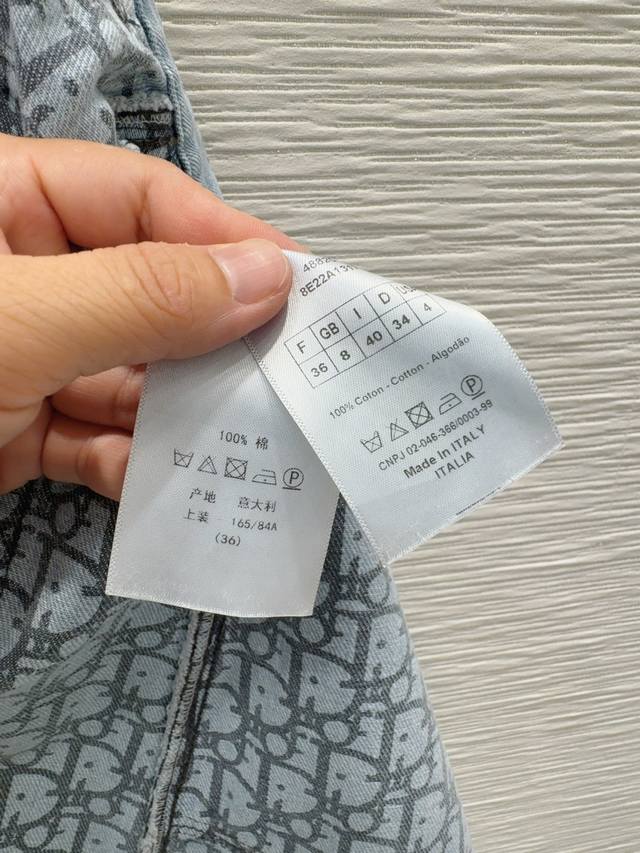 100% 棉
产地 意大利
上装 165/84A
(36)
F GB I D
36 8 40 34 4
100% Coton - Cotton - Algodão
CNPJ 02-046-366/0003-99
Made in ITALY
ITALIA